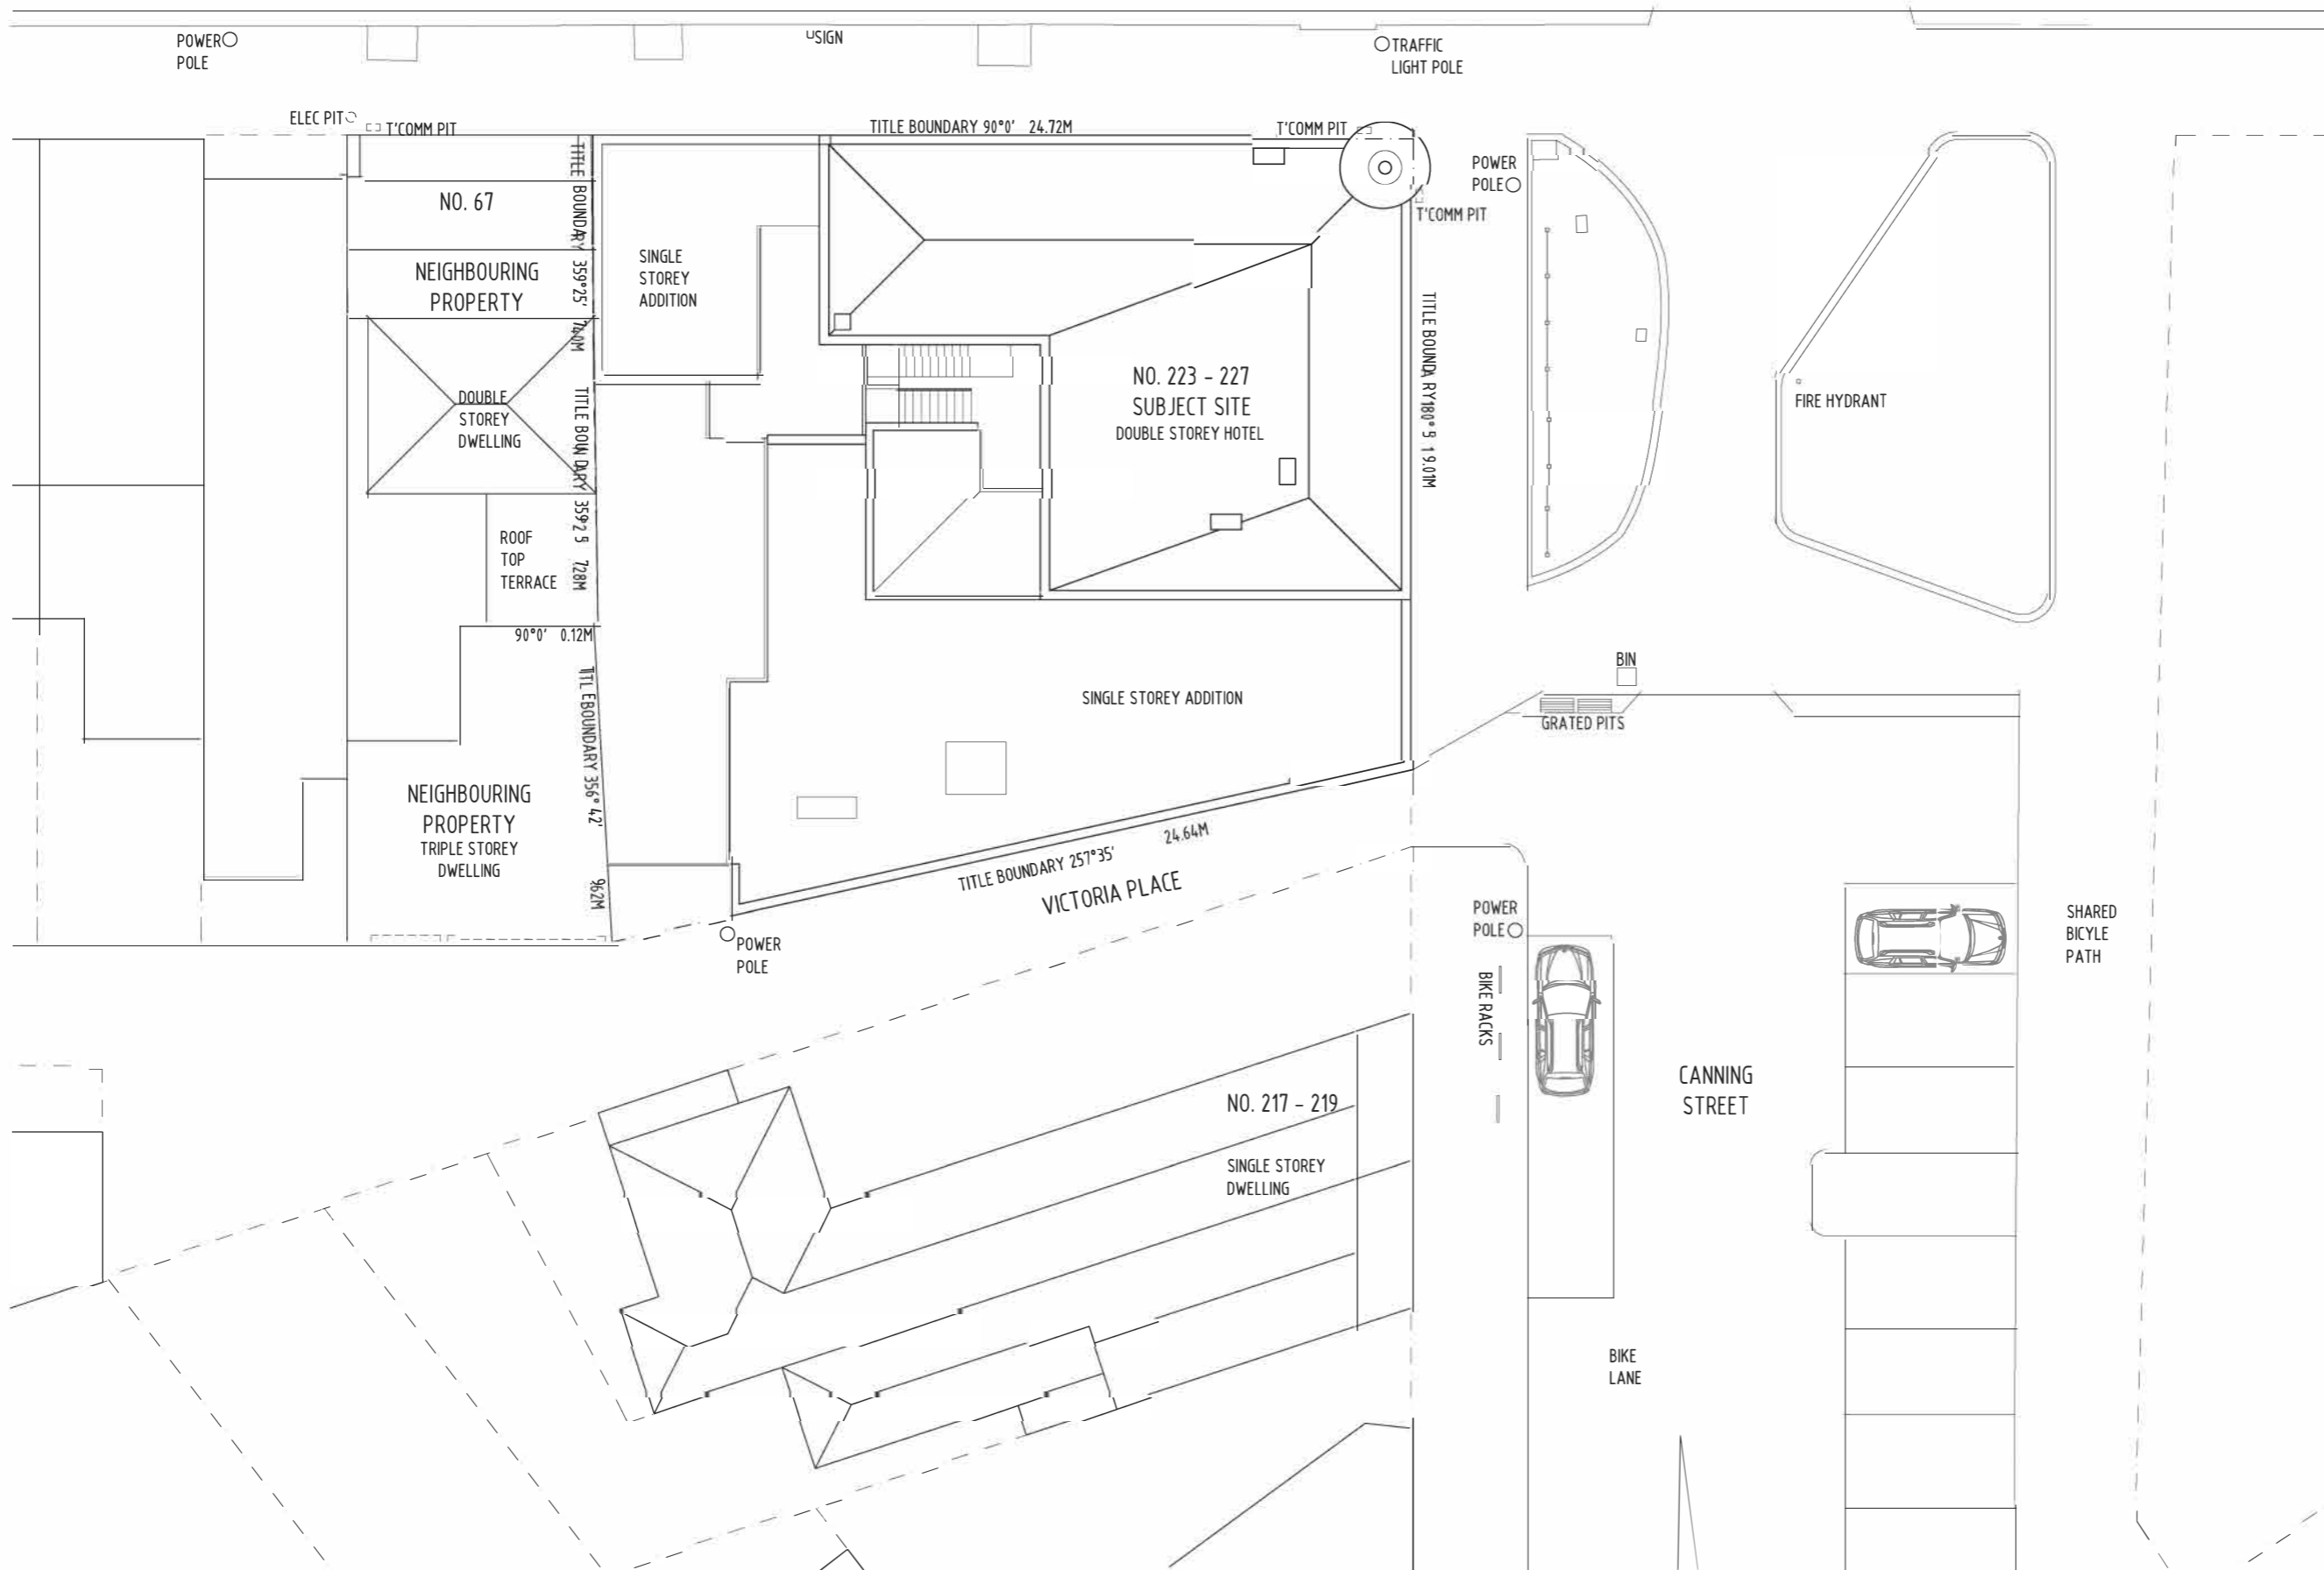 POWER
POLE
SIGN
TRAFFIC
LIGHT POLE
ELEC PIT
T'COMM PIT
TITLE BOUNDARY 90°0' 24.72M
T'COMM PIT
POWER
POLE
T'COMM PIT
NO. 67
NEIGHBOURING
PROPERTY
TITLE BOUNDARY 359°25' 7.40M
SINGLE
STOREY
ADDITION
DOUBLE
STOREY
DWELLING
NO. 223 - 227
SUBJECT SITE
DOUBLE STOREY HOTEL
TITLE BOUNDARY 180° 5 19.01M
FIRE HYDRANT
TITLE BOUNDARY 359°2 5 728M
ROOF
TOP
TERRACE
90°0' 0.12M
TITL EBOUNDARY 356° 42' 962M
BIN
GRATED PITS
SINGLE STOREY ADDITION
NEIGHBOURING
PROPERTY
TRIPLE STOREY
DWELLING
TITLE BOUNDARY 257°35' 24.64M
VICTORIA PLACE
POWER
POLE
POWER
POLE
SHARED
BICYLE
PATH
BIKE RACKS
CANNING
STREET
NO. 217 - 219
SINGLE STOREY
DWELLING
BIKE
LANE